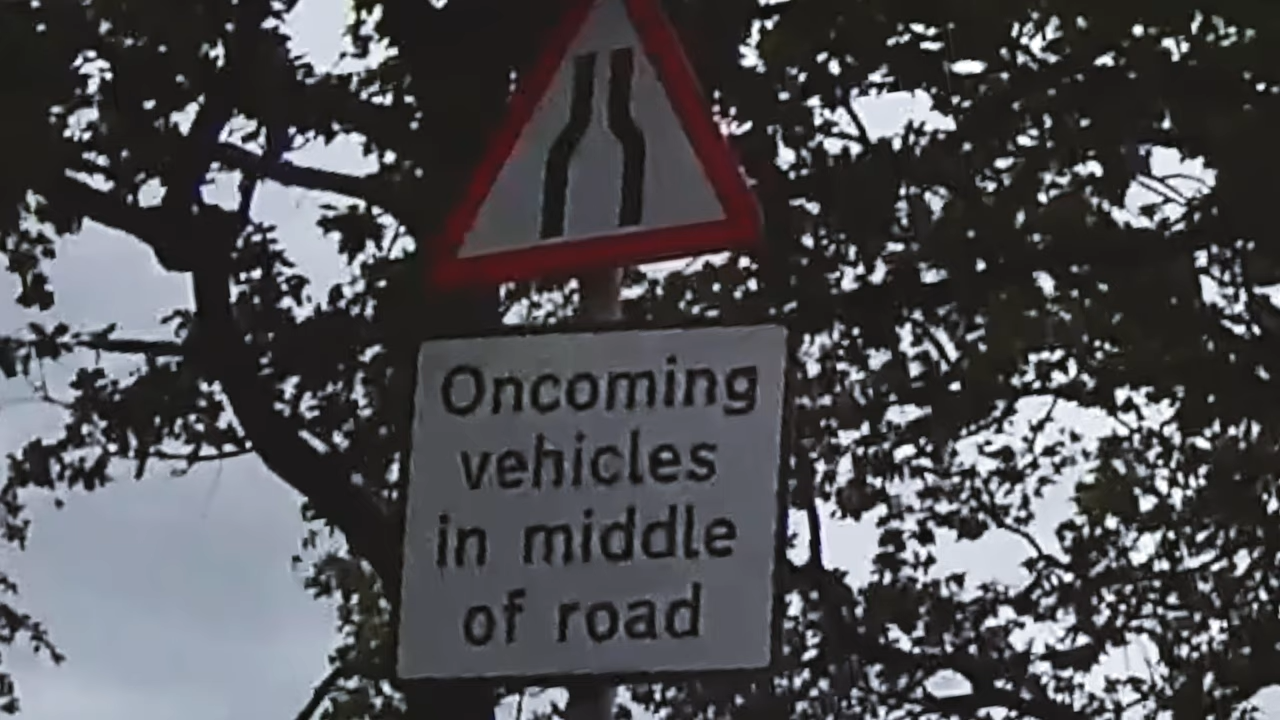 Oncoming
vehicles
in middle
of road